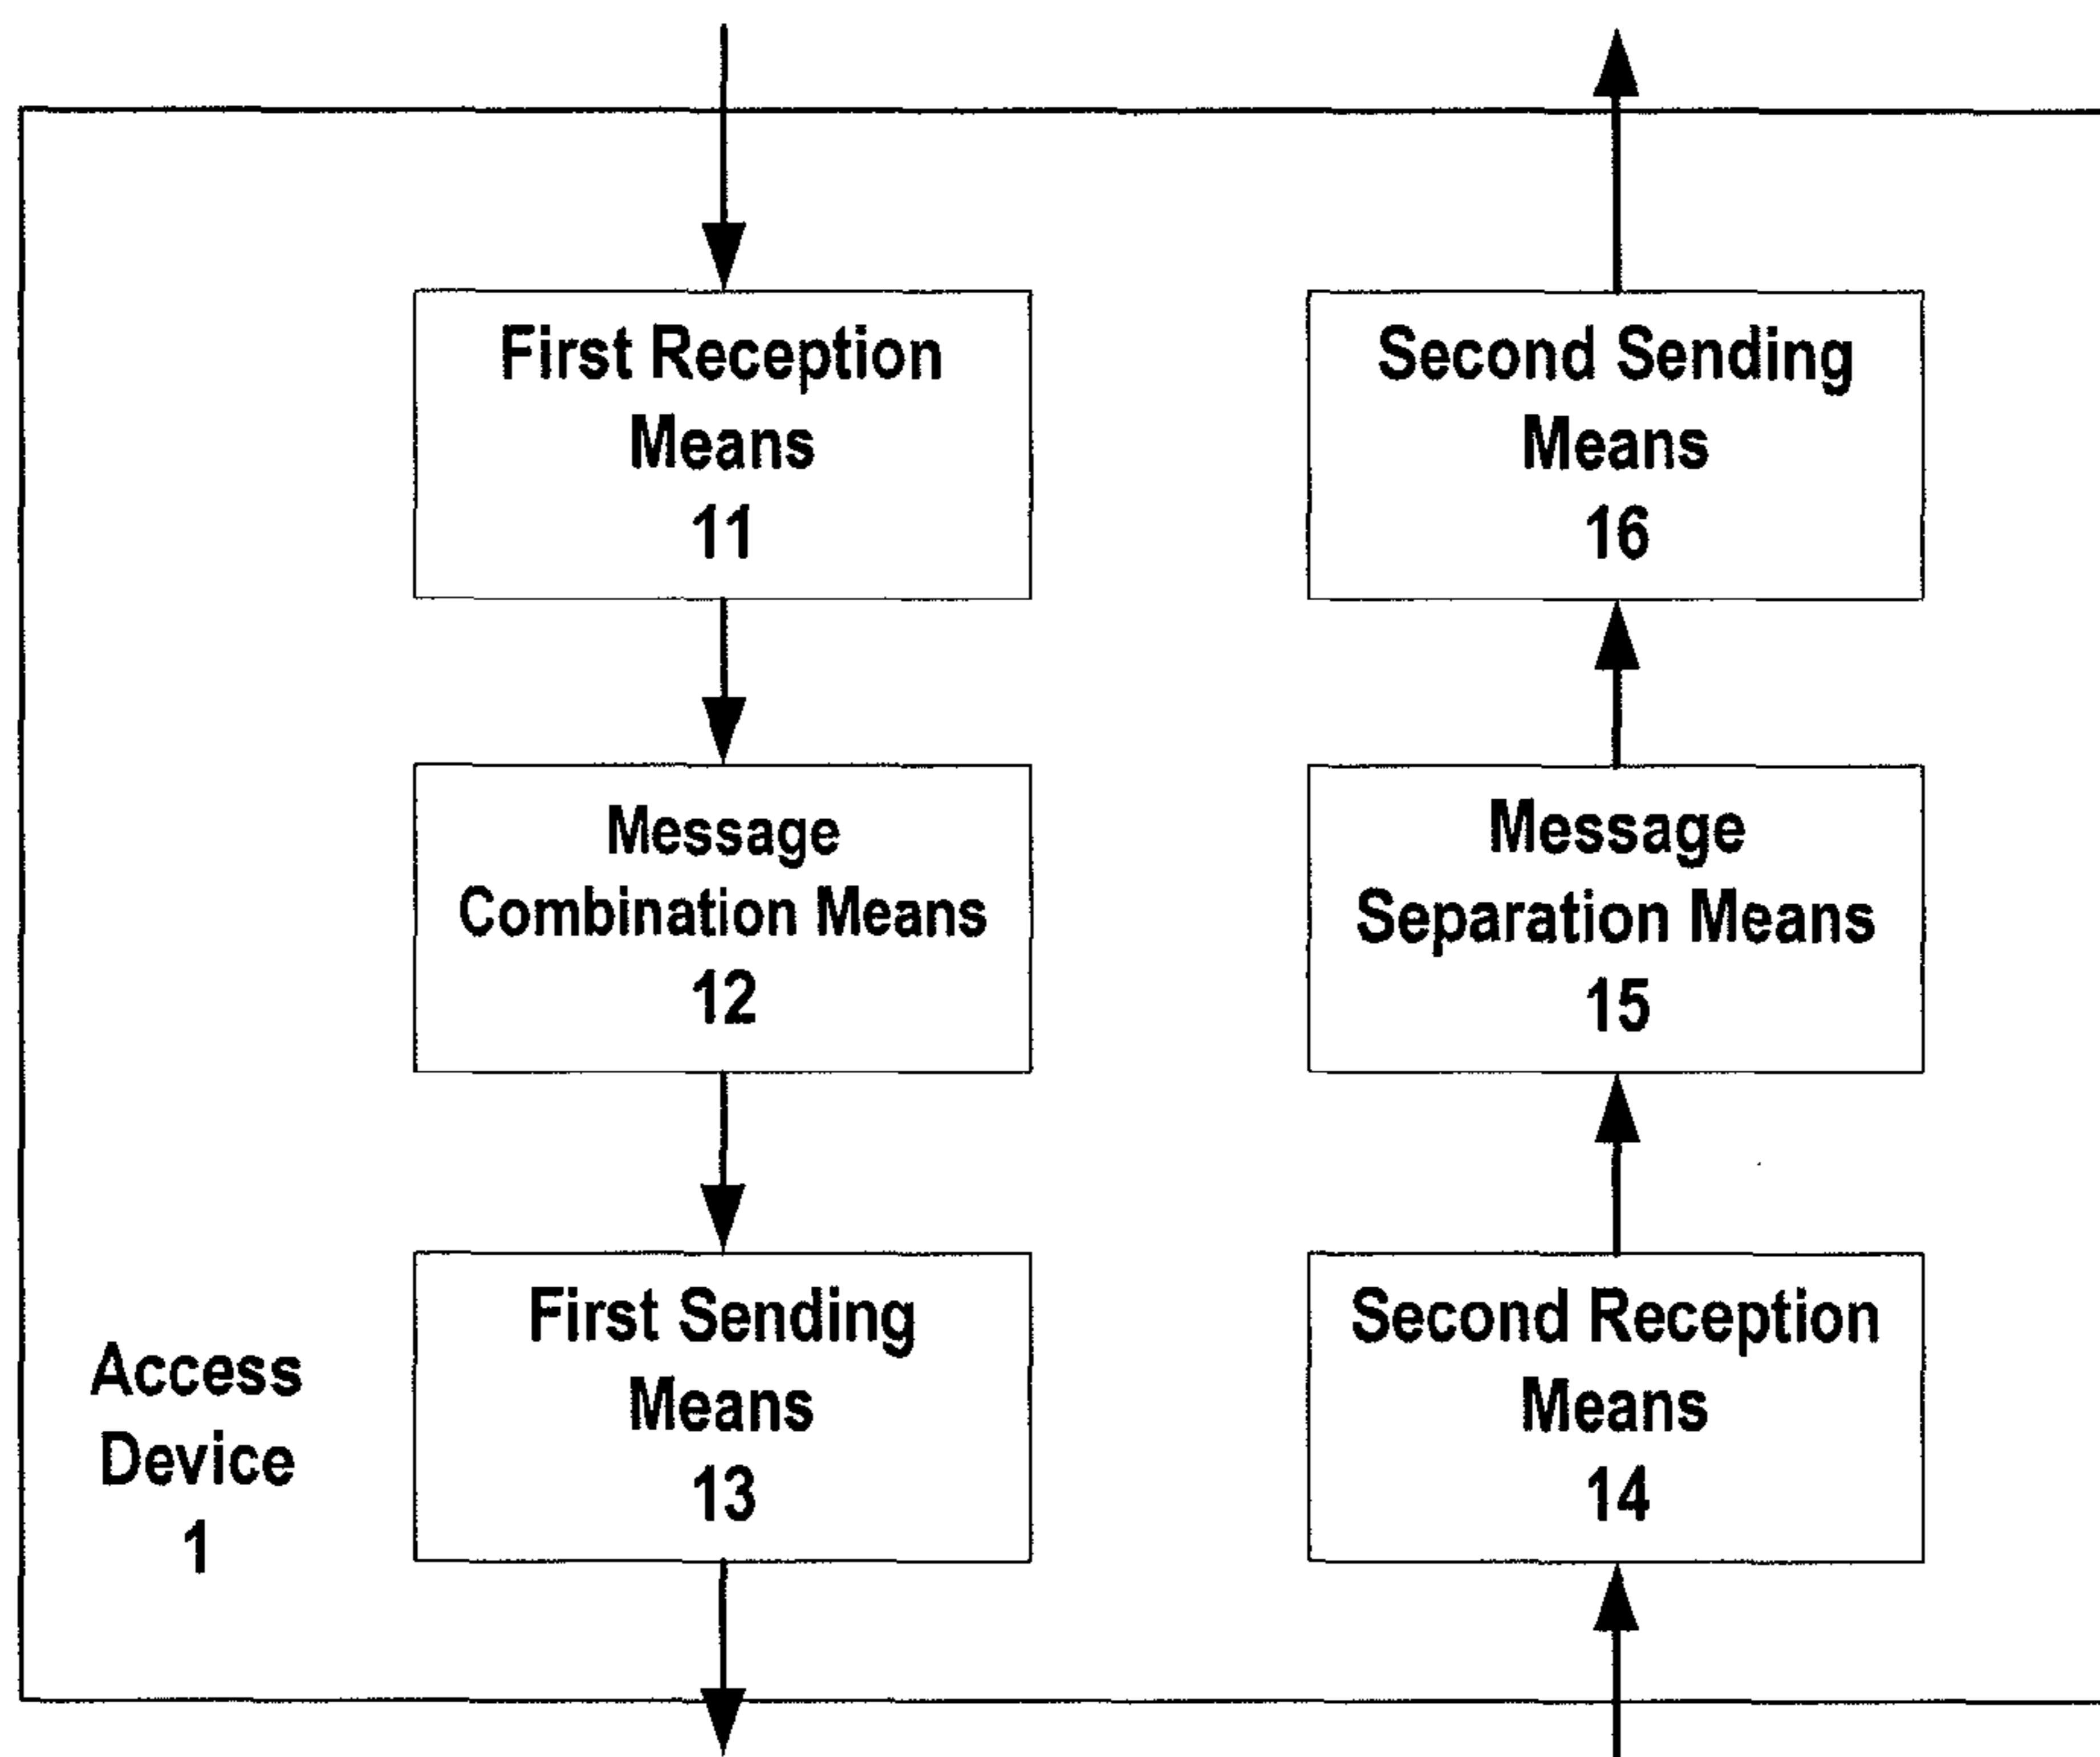 First Reception
Means
11
Second Sending
Means
16
Message
Combination Means
12
Message
Separation Means
15
First Sending
Means
13
Second Reception
Means
14
Access
Device
1